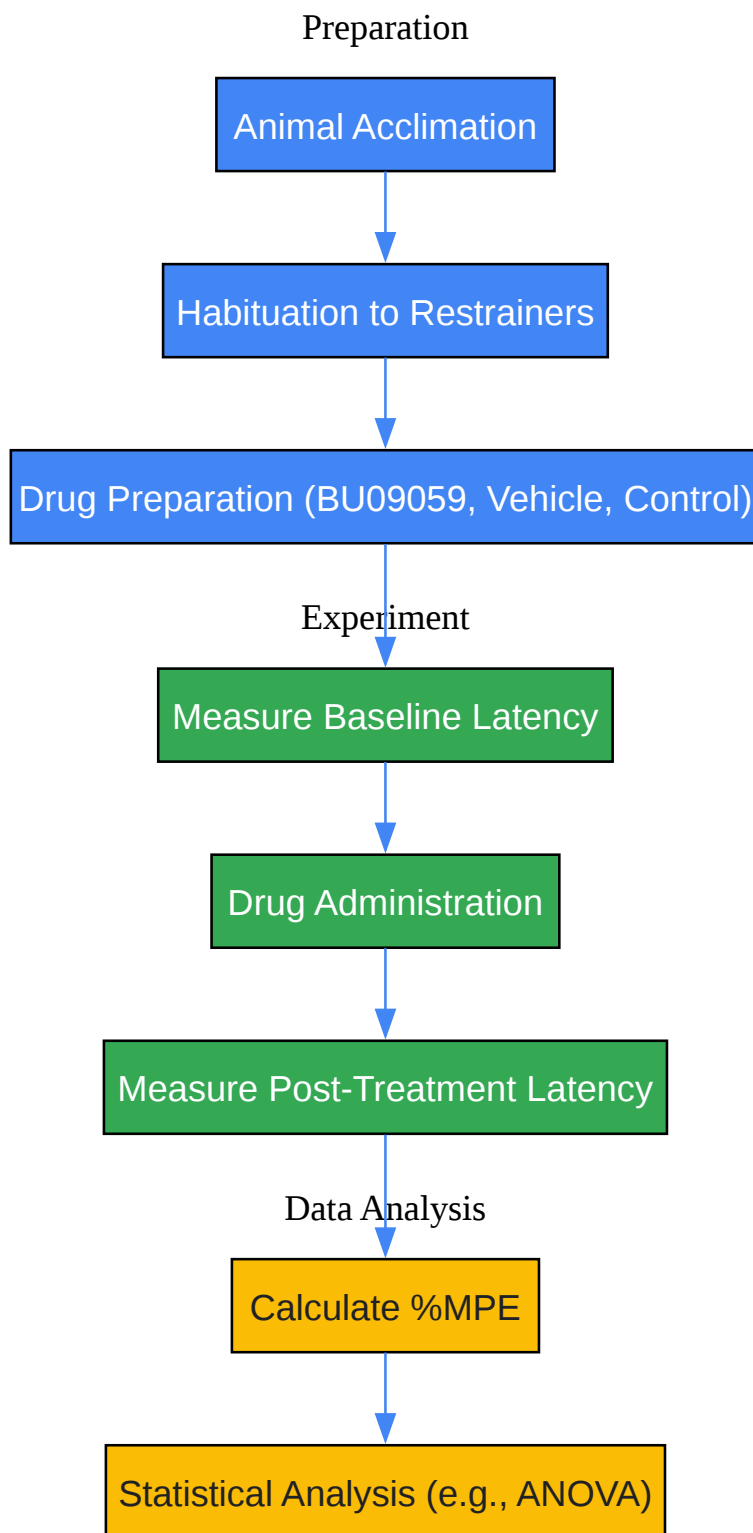 Preparation
Animal Acclimation
Habituation to Restrainers
Drug Preparation (BU09059, Vehicle, Control)
Experiment
Measure Baseline Latency
Drug Administration
Measure Post-Treatment Latency
Data Analysis
Calculate %MPE
Statistical Analysis (e.g., ANOVA)